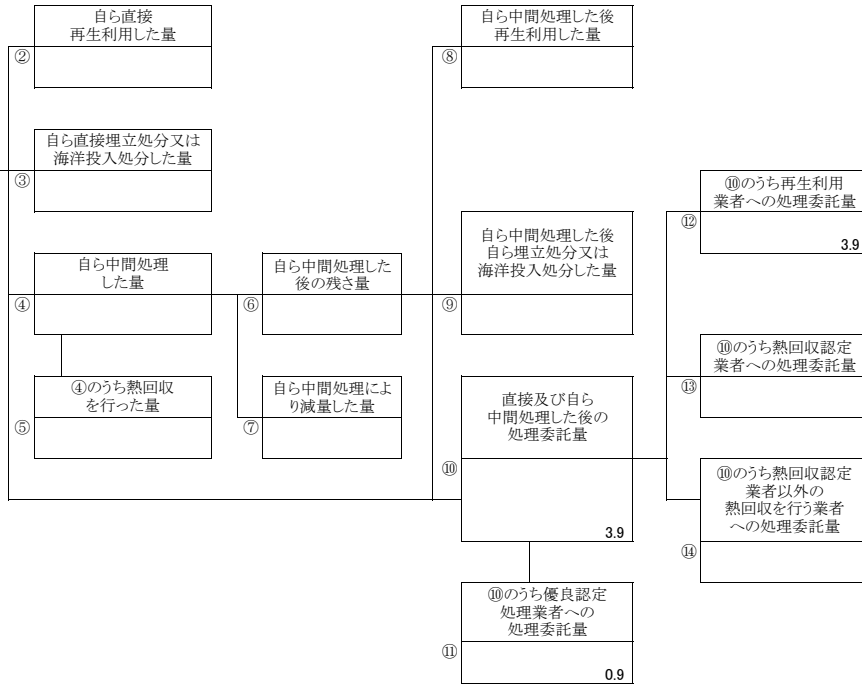 自ら直接
再生利用した量
②
自ら直接埋立処分又は
海洋投入処分した量
③
自ら中間処理
した量
④
④のうち熱回収
を行った量
⑤
自ら中間処理した
後の残さ量
⑥
自ら中間処理によ
り減量した量
⑦
自ら中間処理した後
再生利用した量
⑧
自ら中間処理した後
自ら埋立処分又は
海洋投入処分した量
⑨
直接及び自ら
中間処理した後の
処理委託量
⑩
3.9
⑩のうち優良認定
処理業者への
処理委託量
⑪
0.9
⑩のうち再生利用
業者への処理委託量
⑫
3.9
⑩のうち熱回収認定
業者への処理委託量
⑬
⑩のうち熱回収認定
業者以外の
熱回収を行う業者
への処理委託量
⑭